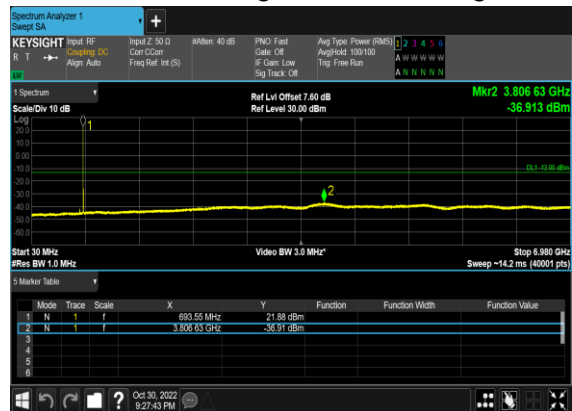 Spectrum Analyzer 1
Swept SA
+
KEYSIGHT Input: RF Input Z: 50 Ω #Atten: 40 dB PNO: Fast Avg Type: Power (RMS) 1 2 3 4 5 6
R T Coupling: DC Corr CCorr Gate: Off Avg|Hold: 100/100 A W W W W W
Align: Auto Freq Ref: Int (S) IF Gain: Low Trig: Free Run
LXI Sig Track: Off A N N N N N
1 Spectrum Ref Lvl Offset 7.60 dB Mkr2 3.806 63 GHz
Scale/Div 10 dB Ref Level 30.00 dBm -36.913 dBm
Log
1
20.0
10.0
0.00
-10.0
DL1 -13.00 dBm
-20.0
-30.0
2
-40.0
-50.0
-60.0
Start 30 MHz Video BW 3.0 MHz* Stop 6.980 GHz
#Res BW 1.0 MHz Sweep ~14.2 ms (40001 pts)
5 Marker Table
Mode Trace Scale X Y Function Function Width Function Value
1 N 1 f 693.55 MHz 21.88 dBm
2 N 1 f 3.806 63 GHz -36.91 dBm
3
4
5
6
? Oct 30, 2022
9:27:43 PM